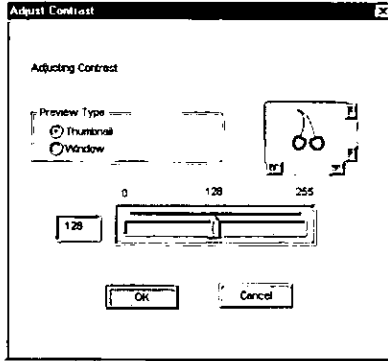 Adjust Contrast
Adjusting Contrast
Preview Type
Thumbnail
Window
0 128 255
128
OK Cancel